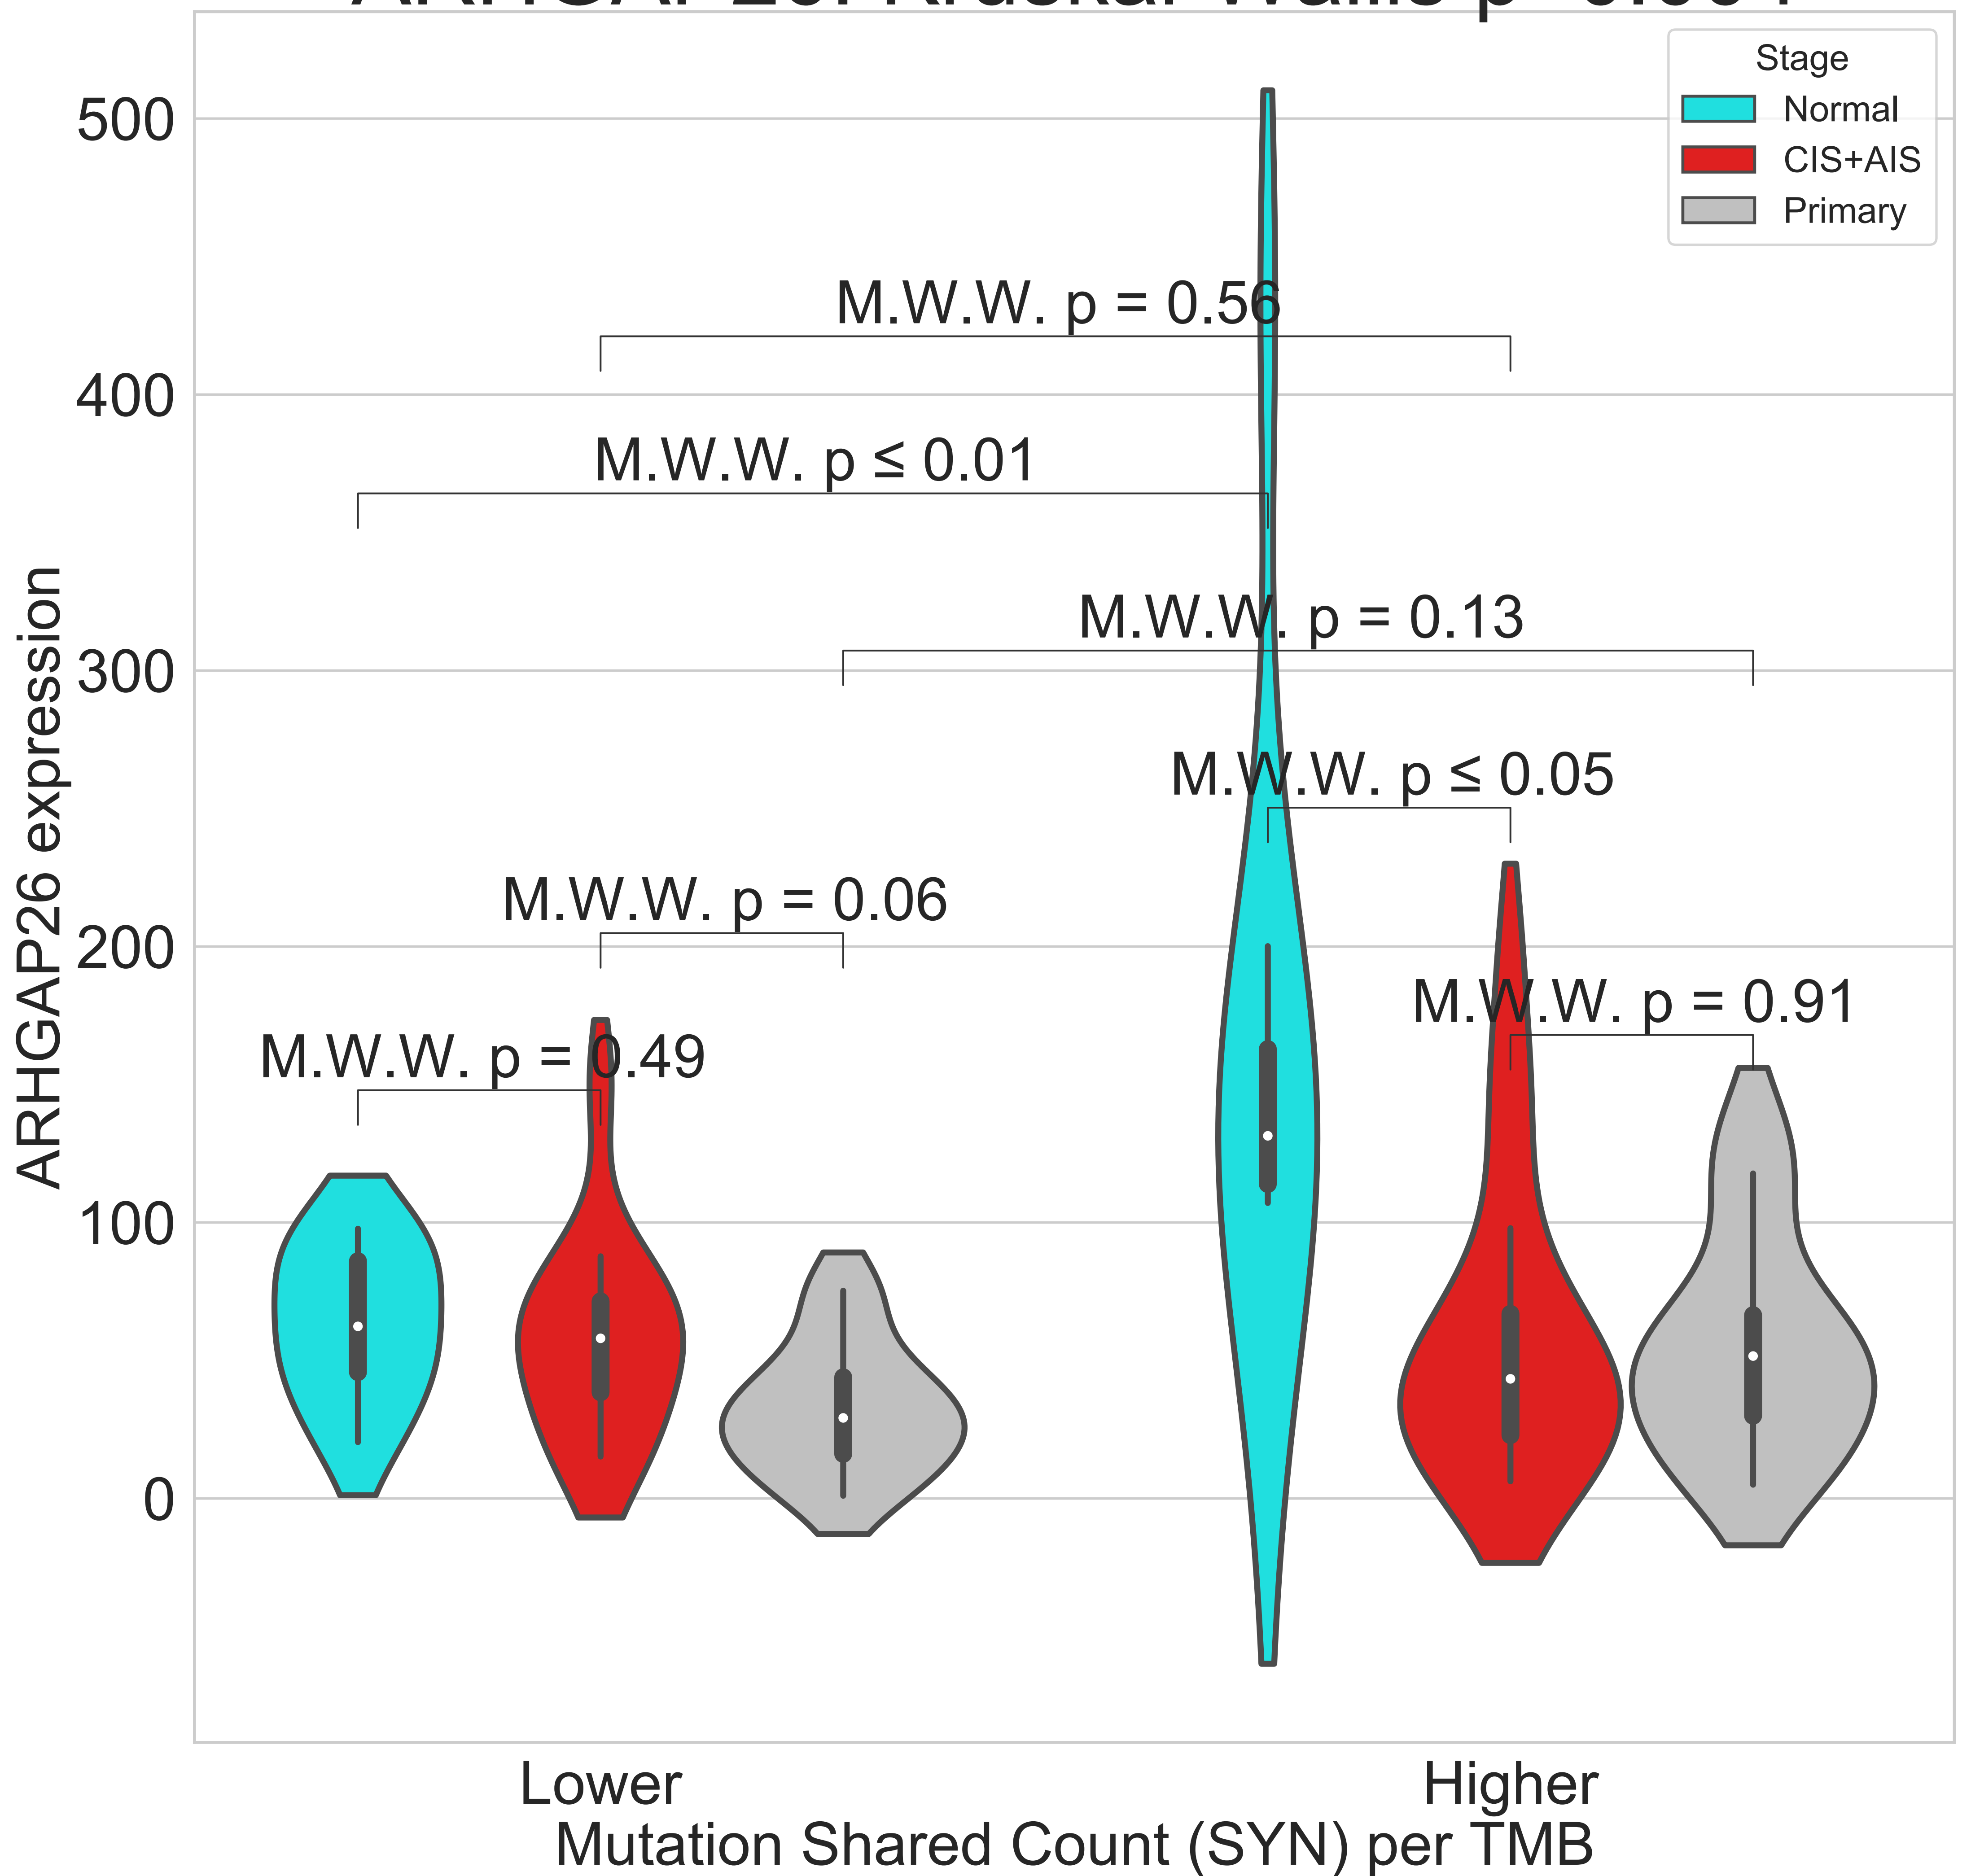 Stage
Normal
CIS+AIS
Primary
500
400
300
200
100
0
ARHGAP26 expression
M.W.W. p = 0.56
M.W.W. p ≤ 0.01
M.W.W. p = 0.13
M.W.W. p ≤ 0.05
M.W.W. p = 0.06
M.W.W. p = 0.91
M.W.W. p = 0.49
Lower
Higher
Mutation Shared Count (SYN) per TMB